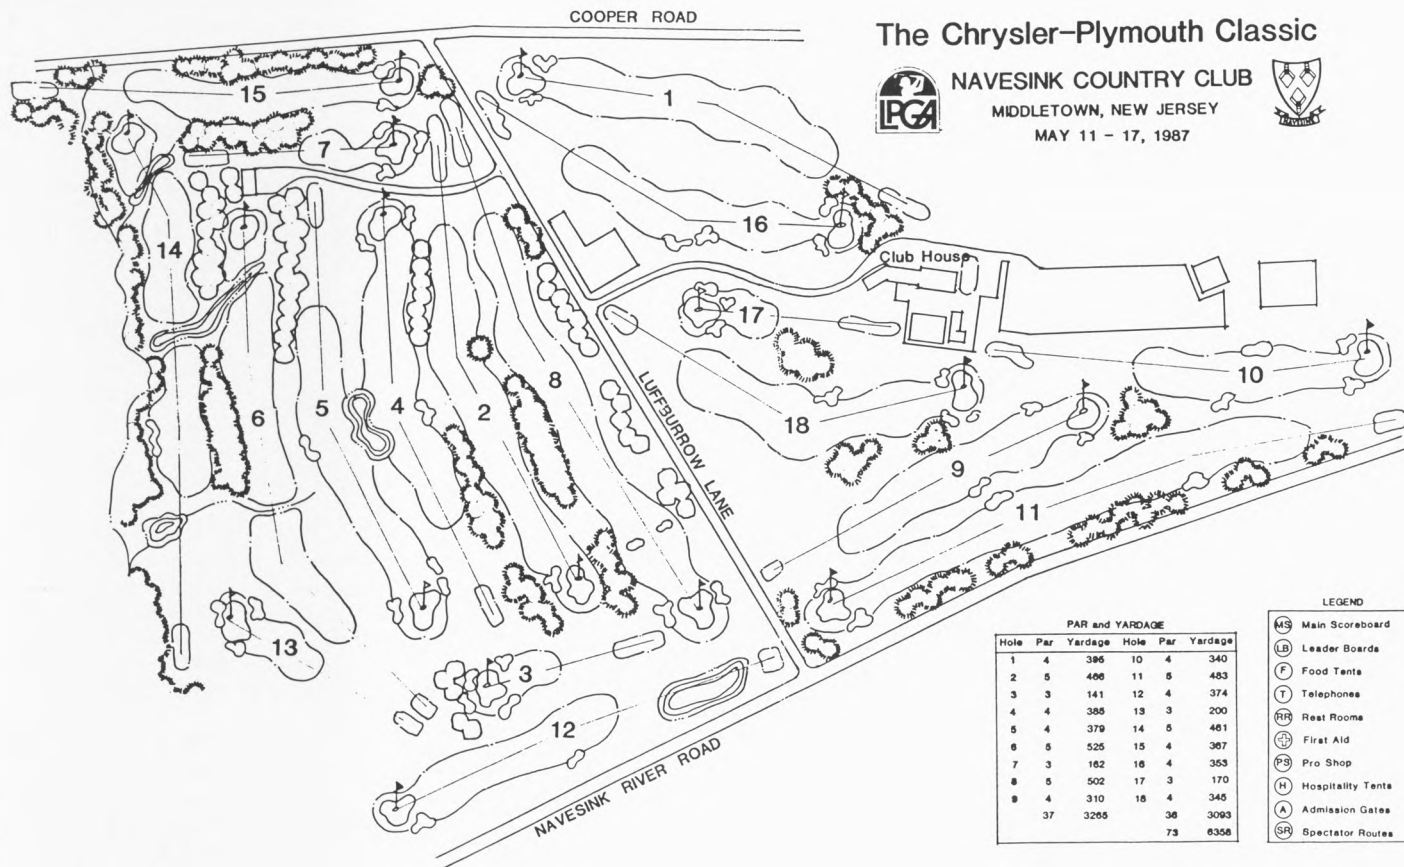 COOPER ROAD
The Chrysler-Plymouth Classic
LPGA
NAVESINK COUNTRY CLUB
MIDDLETOWN, NEW JERSEY
MAY 11 - 17, 1987
15
1
7
16
14
Club House
17
10
6
5
4
2
8
18
9
11
LUFFBURROW LANE
13
3
12
NAVESINK RIVER ROAD
PAR and YARDAGE
Hole Par Yardage Hole Par Yardage
1 4 395 10 4 340
2 5 466 11 5 483
3 3 141 12 4 374
4 4 385 13 3 200
5 4 379 14 5 461
6 5 525 15 4 367
7 3 162 16 4 353
8 5 502 17 3 170
9 4 310 18 4 345
37 3265 36 3093
73 6358
LEGEND
MS Main Scoreboard
LB Leader Boards
F Food Tents
T Telephones
RR Rest Rooms
First Aid
PS Pro Shop
H Hospitality Tents
A Admission Gates
SR Spectator Routes